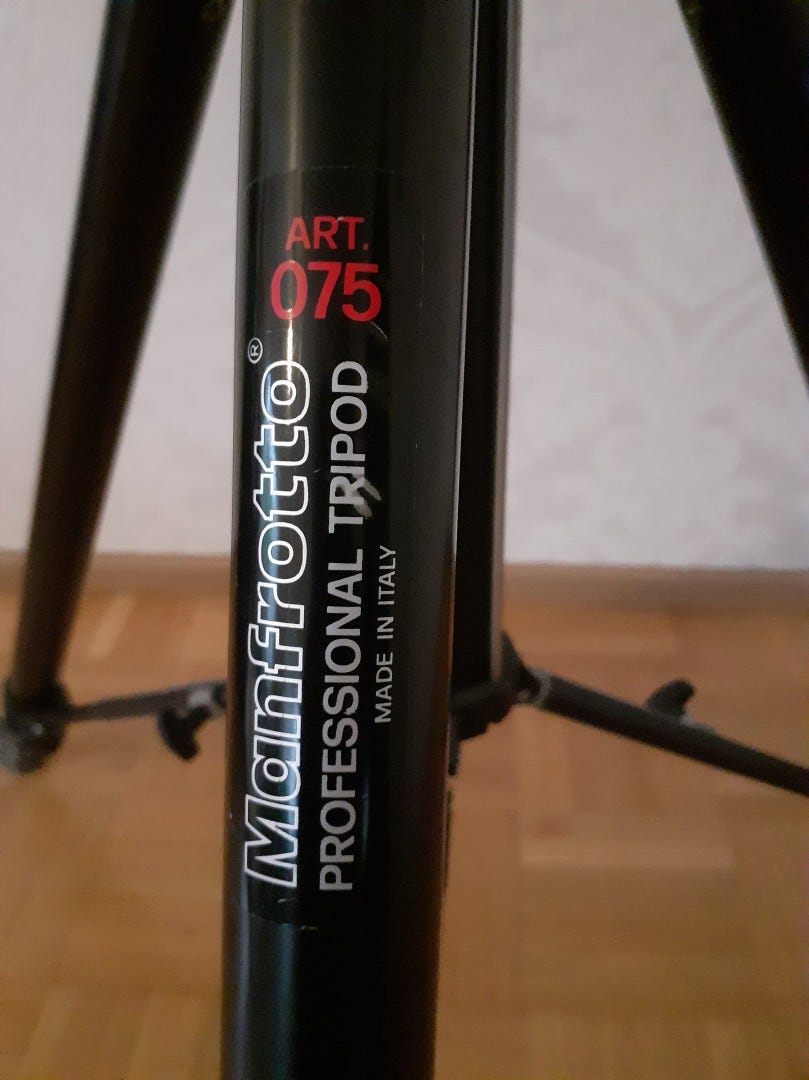 ART.
075
Manfrotto®
PROFESSIONAL TRIPOD
MADE IN ITALY